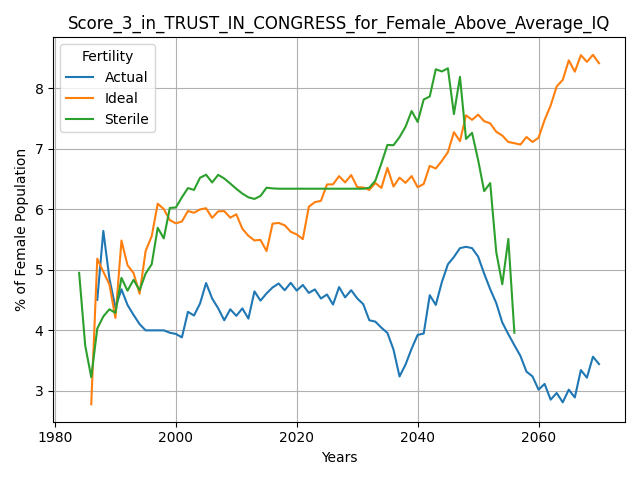 Score_3_in_TRUST_IN_CONGRESS_for_Female_Above_Average_IQ
Fertility
Actual
Ideal
Sterile
% of Female Population
8
7
6
5
4
3
1980
2000
2020
2040
2060
Years